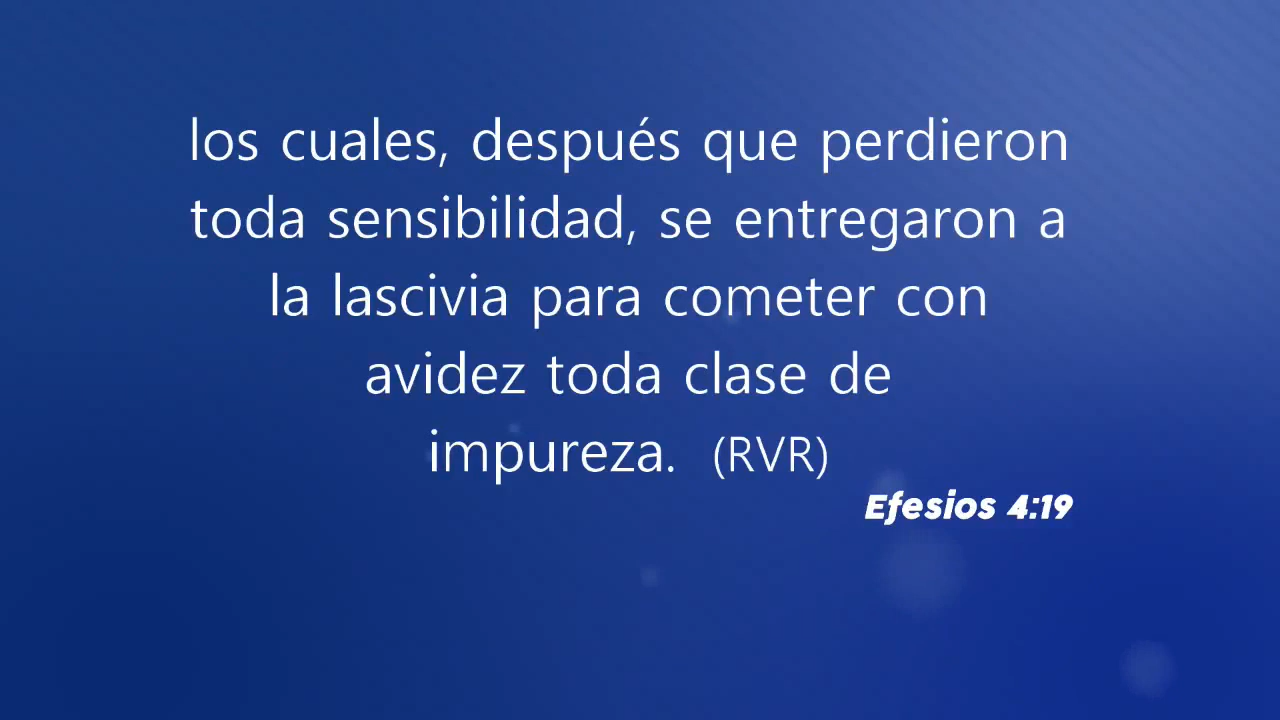 los cuales, después que perdieron
toda sensibilidad, se entregaron a
la lascivia para cometer con
avidez toda clase de
impureza. (RVR)
Efesios 4:19